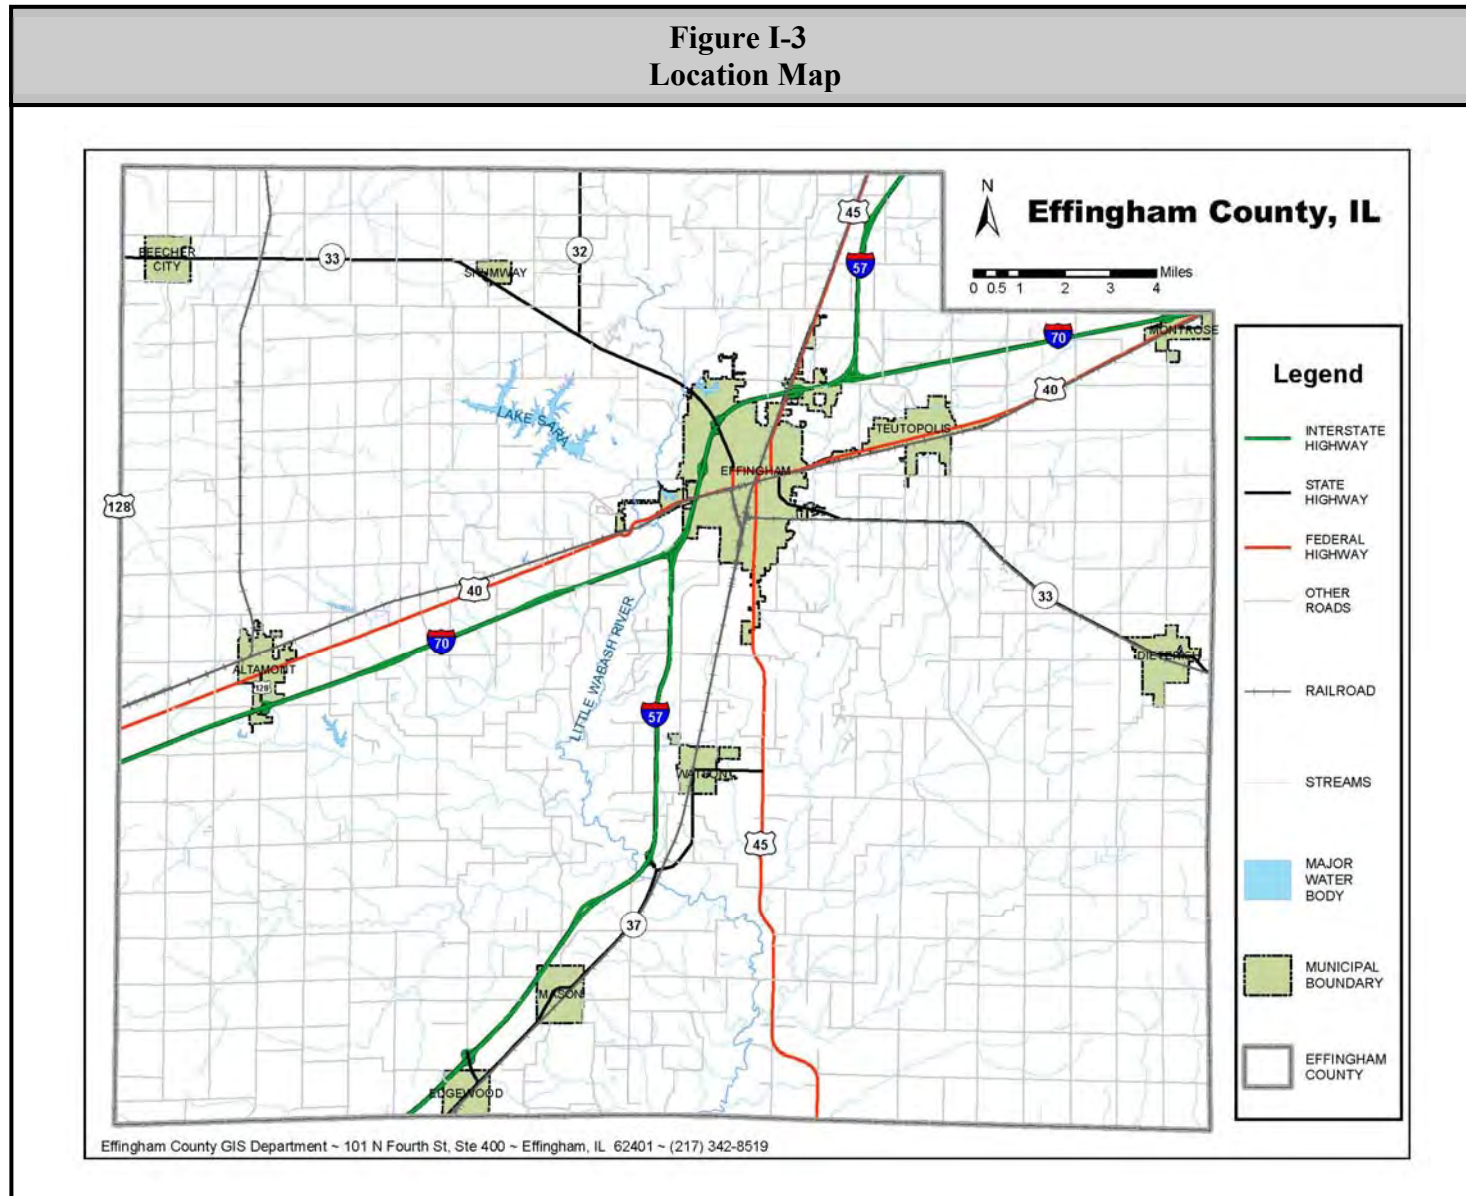 Figure I-3
Location Map
N
Effingham County, IL
Miles
0 0.5 1 2 3 4
45
57
33
32
BEECHER
CITY
SHUMWAY
70
MONTROSE
40
LAKE SARA
TEUTOPOLIS
EFFINGHAM
128
40
33
70
LITTLE WABASH RIVER
ALTAMONT
128
DIETERICH
57
WATSON
45
37
MASON
EDGEWOOD
Legend
INTERSTATE
HIGHWAY
STATE
HIGHWAY
FEDERAL
HIGHWAY
OTHER
ROADS
RAILROAD
STREAMS
MAJOR
WATER
BODY
MUNICIPAL
BOUNDARY
EFFINGHAM
COUNTY
Effingham County GIS Department ~ 101 N Fourth St, Ste 400 ~ Effingham, IL 62401 ~ (217) 342-8519